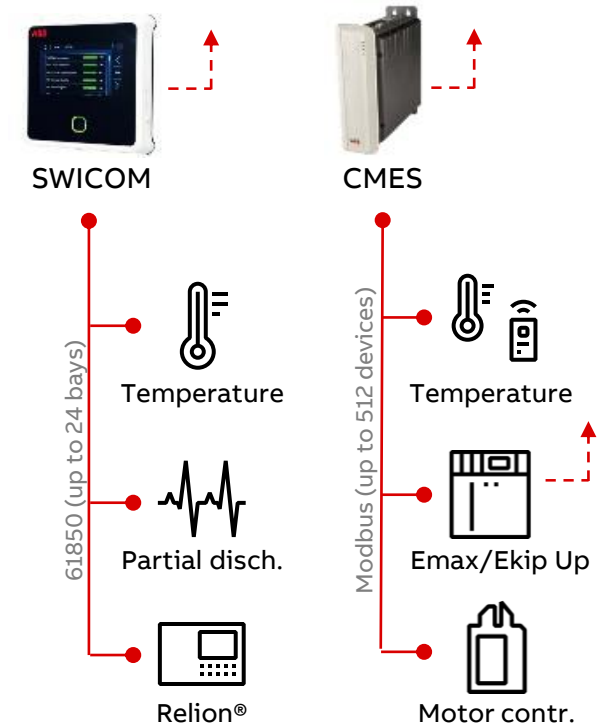 ABB
SWICOM
CMES
61850 (up to 24 bays)
Temperature
Partial disch.
Relion®
Modbus (up to 512 devices)
Temperature
Emax/Ekip Up
Motor contr.